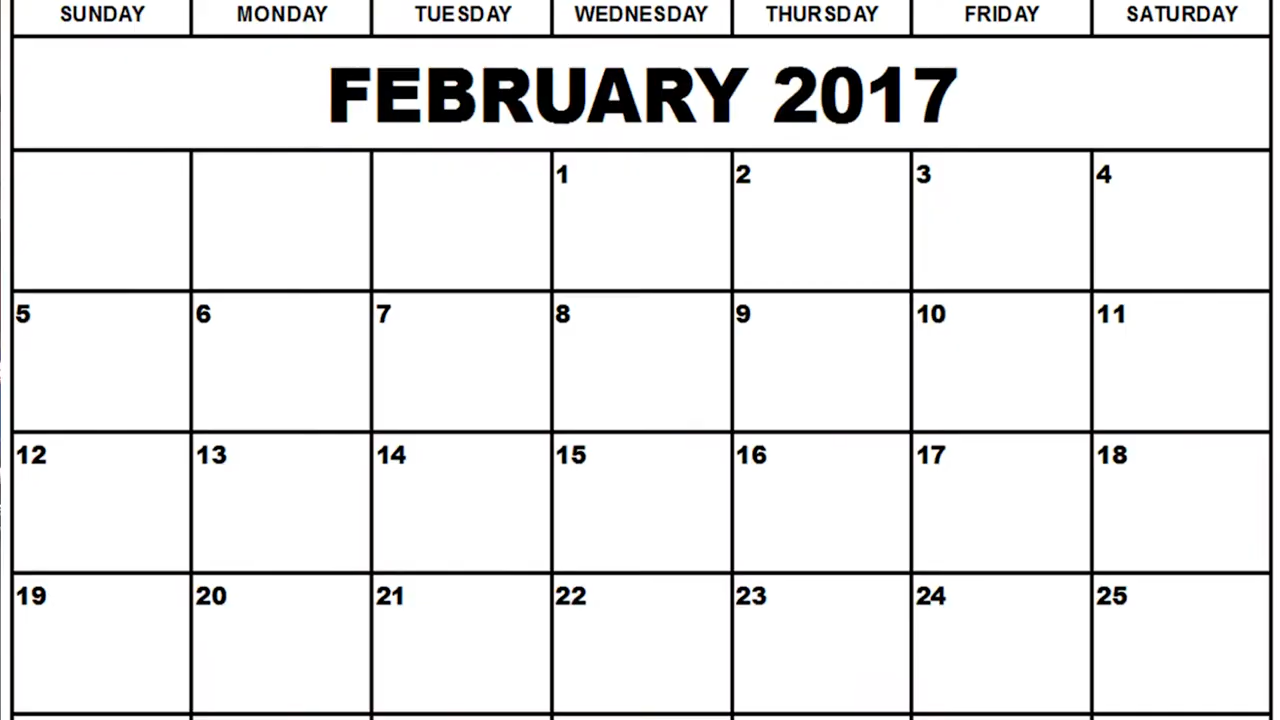 SUNDAY MONDAY TUESDAY WEDNESDAY THURSDAY FRIDAY SATURDAY
FEBRUARY 2017
1 2 3 4
5 6 7 8 9 10 11
12 13 14 15 16 17 18
19 20 21 22 23 24 25